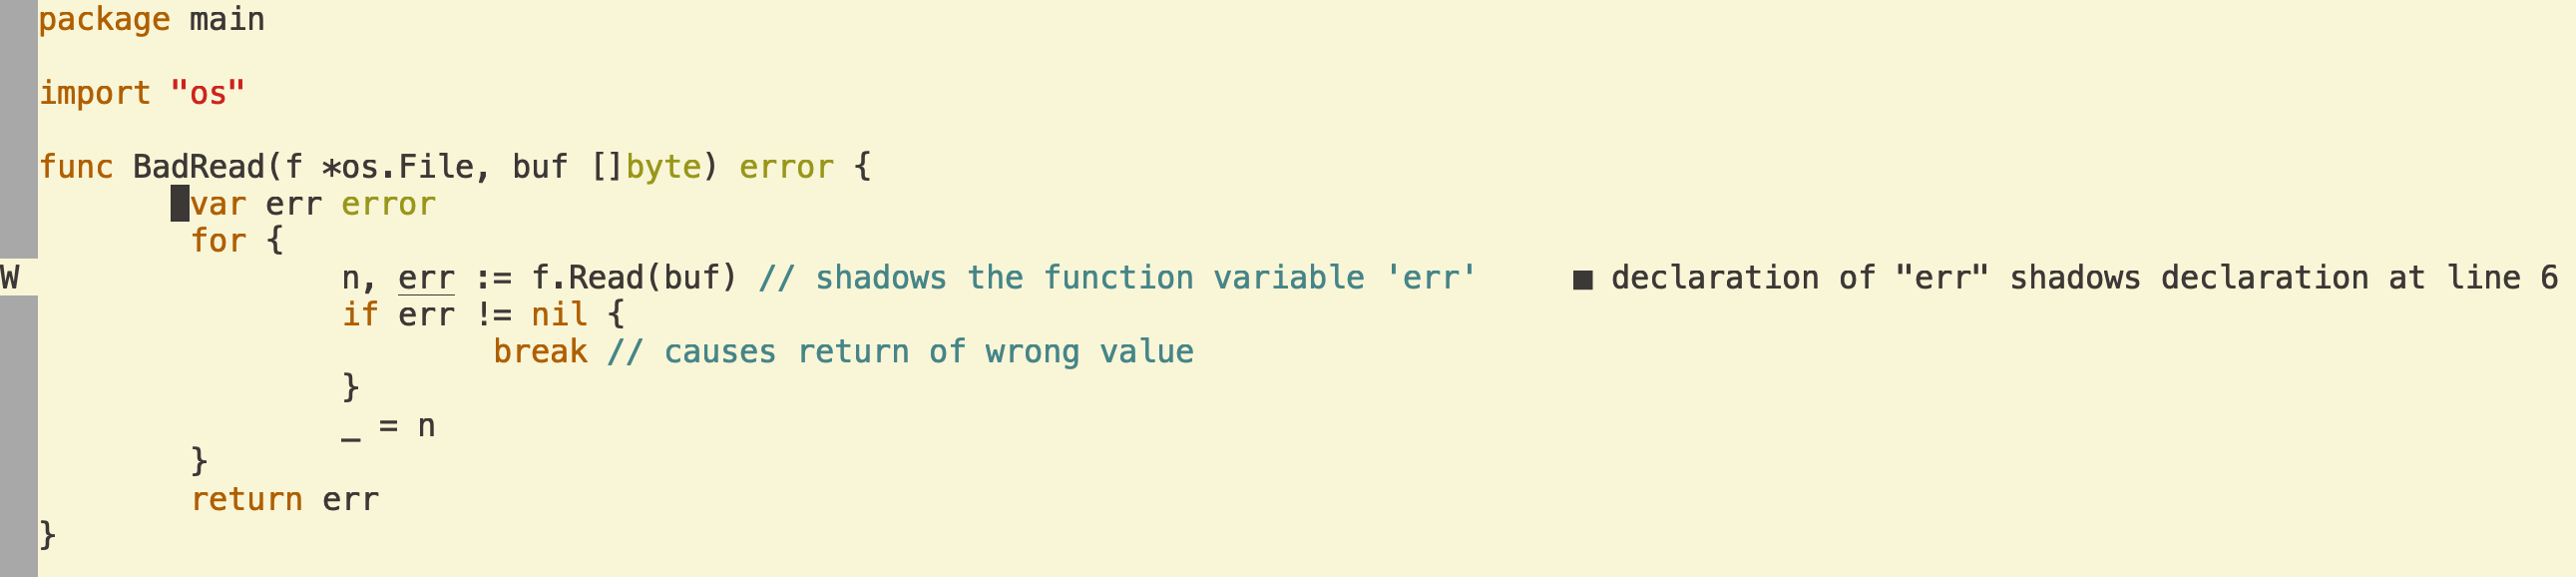 package main
import "os"
func BadRead(f *os.File, buf []byte) error {
var err error
for {
W n, err := f.Read(buf) // shadows the function variable 'err' ■ declaration of "err" shadows declaration at line 6
if err != nil {
break // causes return of wrong value
}
_ = n
}
return err
}